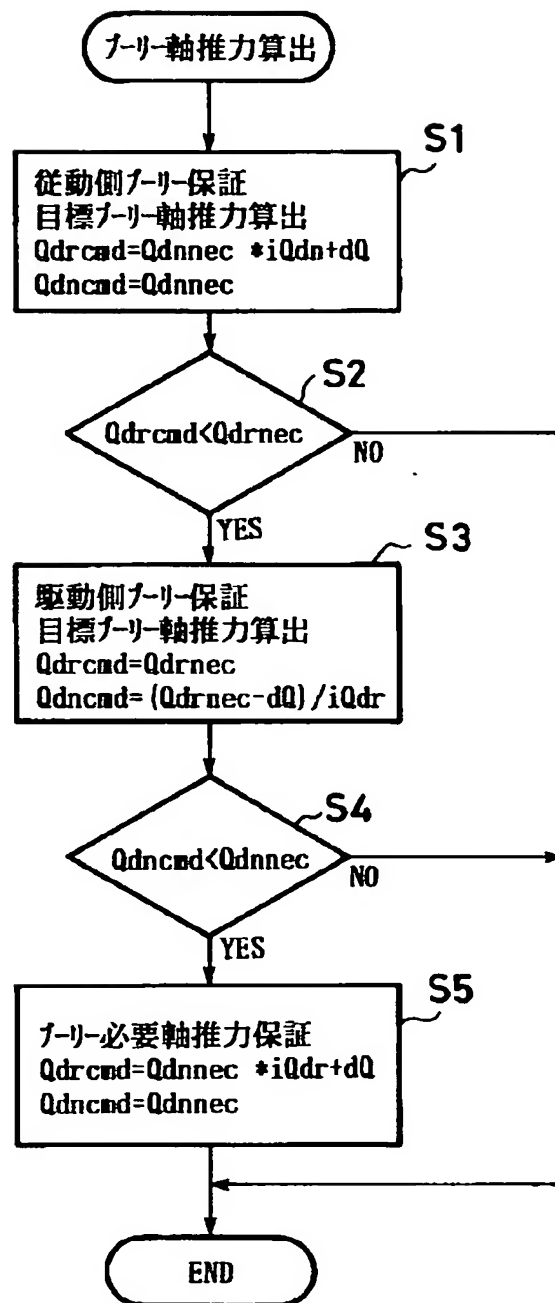 プーリー軸推力算出
S1
従動側プーリー保証
目標プーリー軸推力算出
Qdrcmd=Qdnnec *iQdn+dQ
Qdncmd=Qdnnec
S2
Qdrcmd<Qdrnec
NO
YES
S3
駆動側プーリー保証
目標プーリー軸推力算出
Qdrcmd=Qdrnec
Qdncmd=(Qdrnec-dQ)/iQdr
S4
Qdncmd<Qdnnec
NO
YES
S5
プーリー必要軸推力保証
Qdrcmd=Qdnnec *iQdr+dQ
Qdncmd=Qdnnec
END